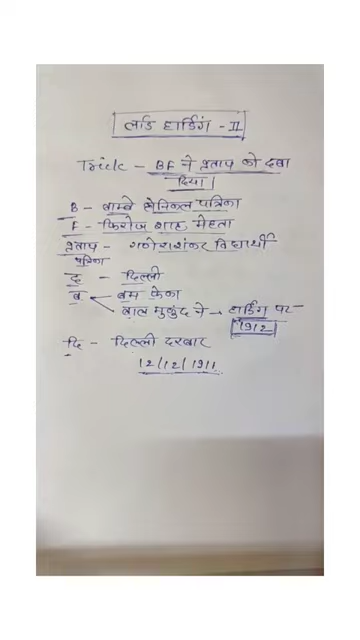 लार्ड हार्डिंग - II
Trick - BF ने प्रताप को दबा
दिया।
B - बाम्बे क्रोनिकल पत्रिका
F - फिरोज शाह मेहता
प्रताप - गणेशशंकर विद्यार्थी
पत्रिका
द - दिल्ली
ब बम फेका
बाल मुकुंद ने → हार्डिंग पर
1912
दि - दिल्ली दरबार
12/12/1911